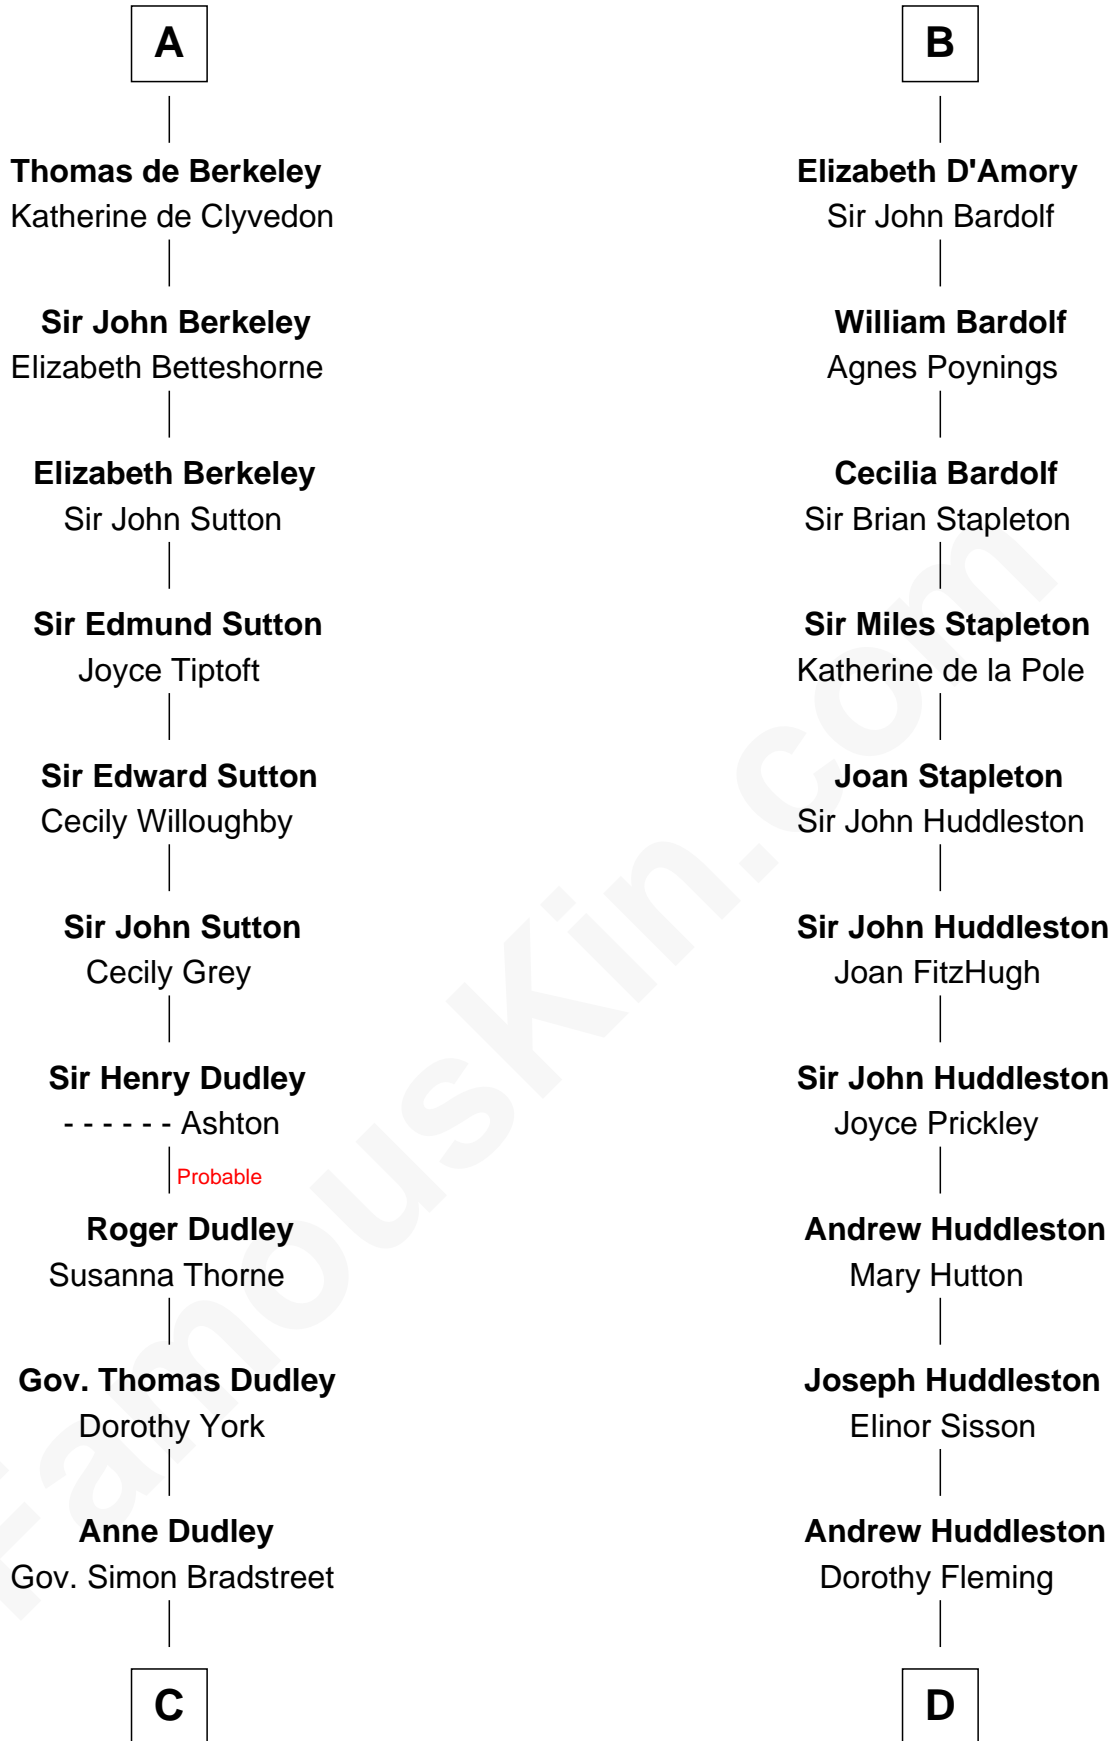 A
Thomas de Berkeley
Katherine de Clyvedon
Sir John Berkeley
Elizabeth Betteshorne
Elizabeth Berkeley
Sir John Sutton
Sir Edmund Sutton
Joyce Tiptoft
Sir Edward Sutton
Cecily Willoughby
Sir John Sutton
Cecily Grey
Sir Henry Dudley
- - - - - - Ashton
Probable
Roger Dudley
Susanna Thorne
Gov. Thomas Dudley
Dorothy York
Anne Dudley
Gov. Simon Bradstreet
C
B
Elizabeth D'Amory
Sir John Bardolf
William Bardolf
Agnes Poynings
Cecilia Bardolf
Sir Brian Stapleton
Sir Miles Stapleton
Katherine de la Pole
Joan Stapleton
Sir John Huddleston
Sir John Huddleston
Joan FitzHugh
Sir John Huddleston
Joyce Prickley
Andrew Huddleston
Mary Hutton
Joseph Huddleston
Elinor Sisson
Andrew Huddleston
Dorothy Fleming
D
FamousKin.com